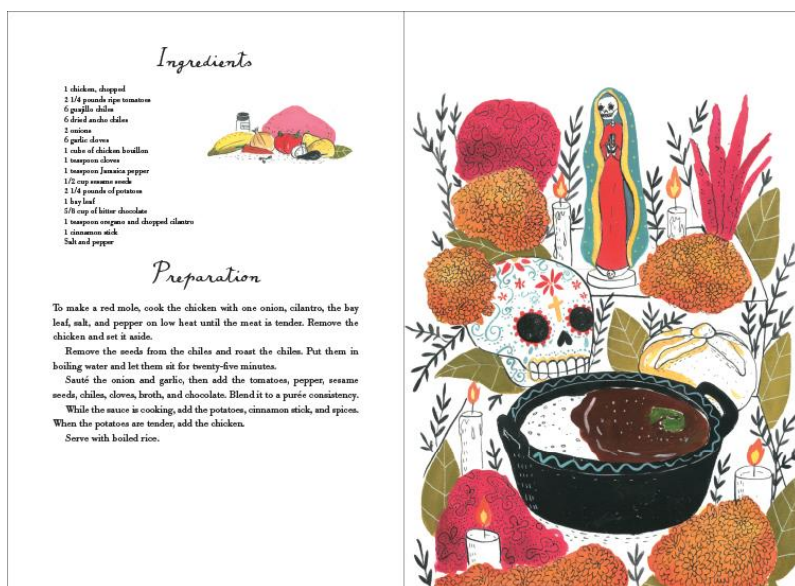 Ingredients
1 chicken, chopped
2 1/4 pounds ripe tomatoes
6 guajillo chiles
6 dried ancho chiles
2 onions
6 garlic cloves
1 cube of chicken bouillon
1 teaspoon cloves
1 teaspoon Jamaica pepper
1/2 cup sesame seeds
2 1/4 pounds of potatoes
1 bay leaf
5/8 cup of bitter chocolate
1 teaspoon oregano and chopped cilantro
1 cinnamon stick
Salt and pepper
Preparation
To make a red mole, cook the chicken with one onion, cilantro, the bay
leaf, salt, and pepper on low heat until the meat is tender. Remove the
chicken and set it aside.
Remove the seeds from the chiles and roast the chiles. Put them in
boiling water and let them sit for twenty-five minutes.
Sauté the onion and garlic, then add the tomatoes, pepper, sesame
seeds, chiles, cloves, broth, and chocolate. Blend it to a purée consistency.
While the sauce is cooking, add the potatoes, cinnamon stick, and spices.
When the potatoes are tender, add the chicken.
Serve with boiled rice.